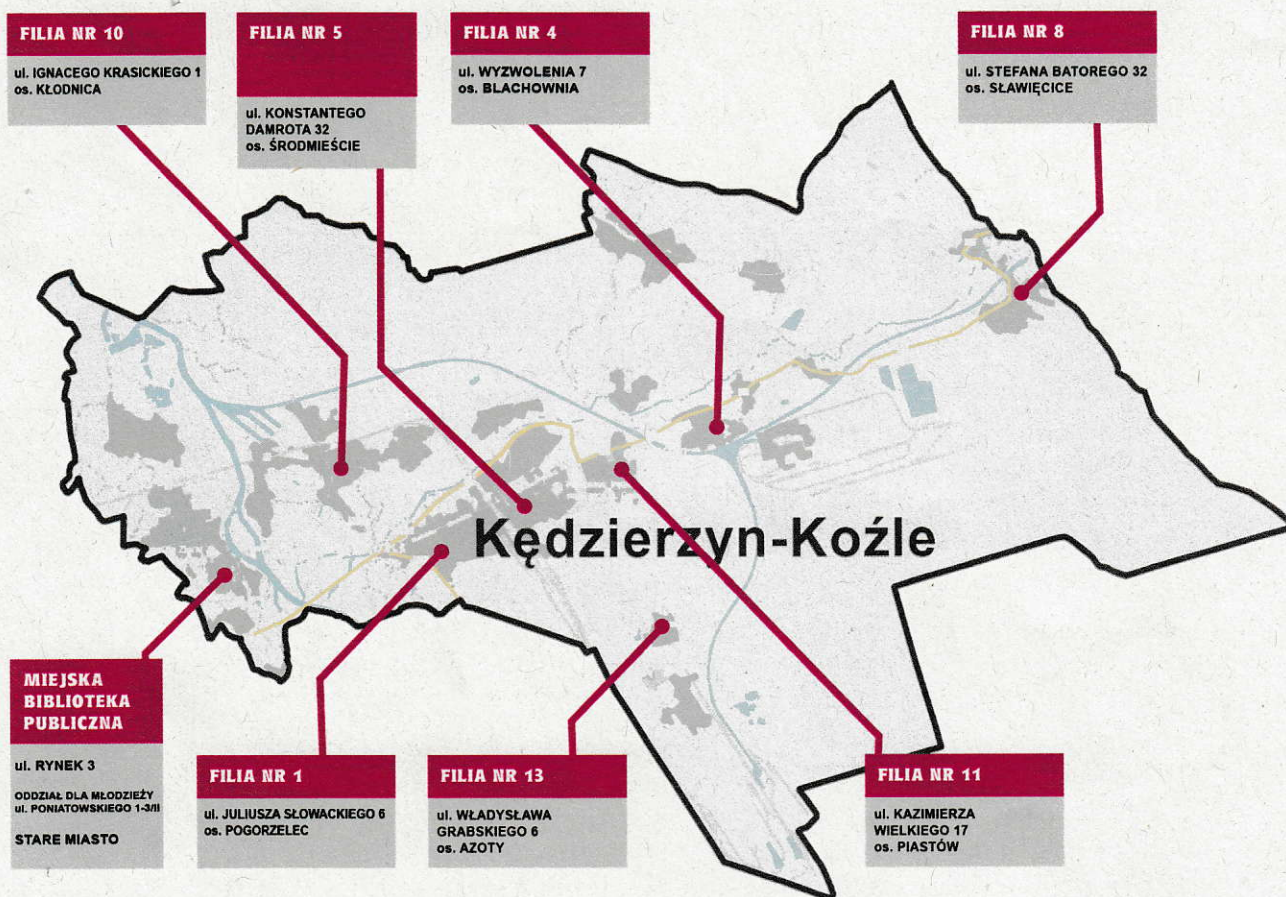 FILIA NR 10
ul. IGNACEGO KRASICKIEGO 1
os. KŁODNICA
FILIA NR 5
ul. KONSTANTEGO
DAMROTA 32
os. ŚRODMIEŚCIE
FILIA NR 4
ul. WYZWOLENIA 7
os. BLACHOWNIA
FILIA NR 8
ul. STEFANA BATOREGO 32
os. SŁAWIĘCICE
Kędzierzyn-Koźle
MIEJSKA
BIBLIOTEKA
PUBLICZNA
ul. RYNEK 3
ODDZIAŁ DLA MŁODZIEŻY
ul. PONIATOWSKIEGO 1-3/II
STARE MIASTO
FILIA NR 1
ul. JULIUSZA SŁOWACKIEGO 6
os. POGORZELEC
FILIA NR 13
ul. WŁADYSŁAWA
GRABSKIEGO 6
os. AZOTY
FILIA NR 11
ul. KAZIMIERZA
WIELKIEGO 17
os. PIASTÓW